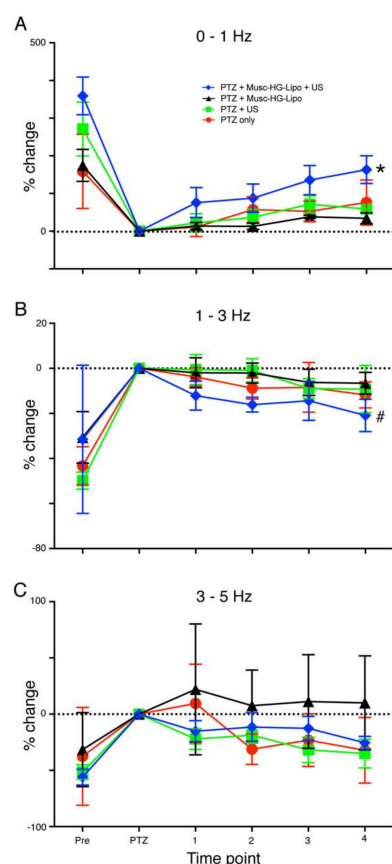 A
0 - 1 Hz
500
PTZ + Musc-HG-Lipo + US
PTZ + Musc-HG-Lipo
PTZ + US
PTZ only
% change
*
0
B
1 - 3 Hz
20
0
% change
#
-80
C
3 - 5 Hz
100
0
% change
-100
Pre
PTZ
1
2
3
4
Time point